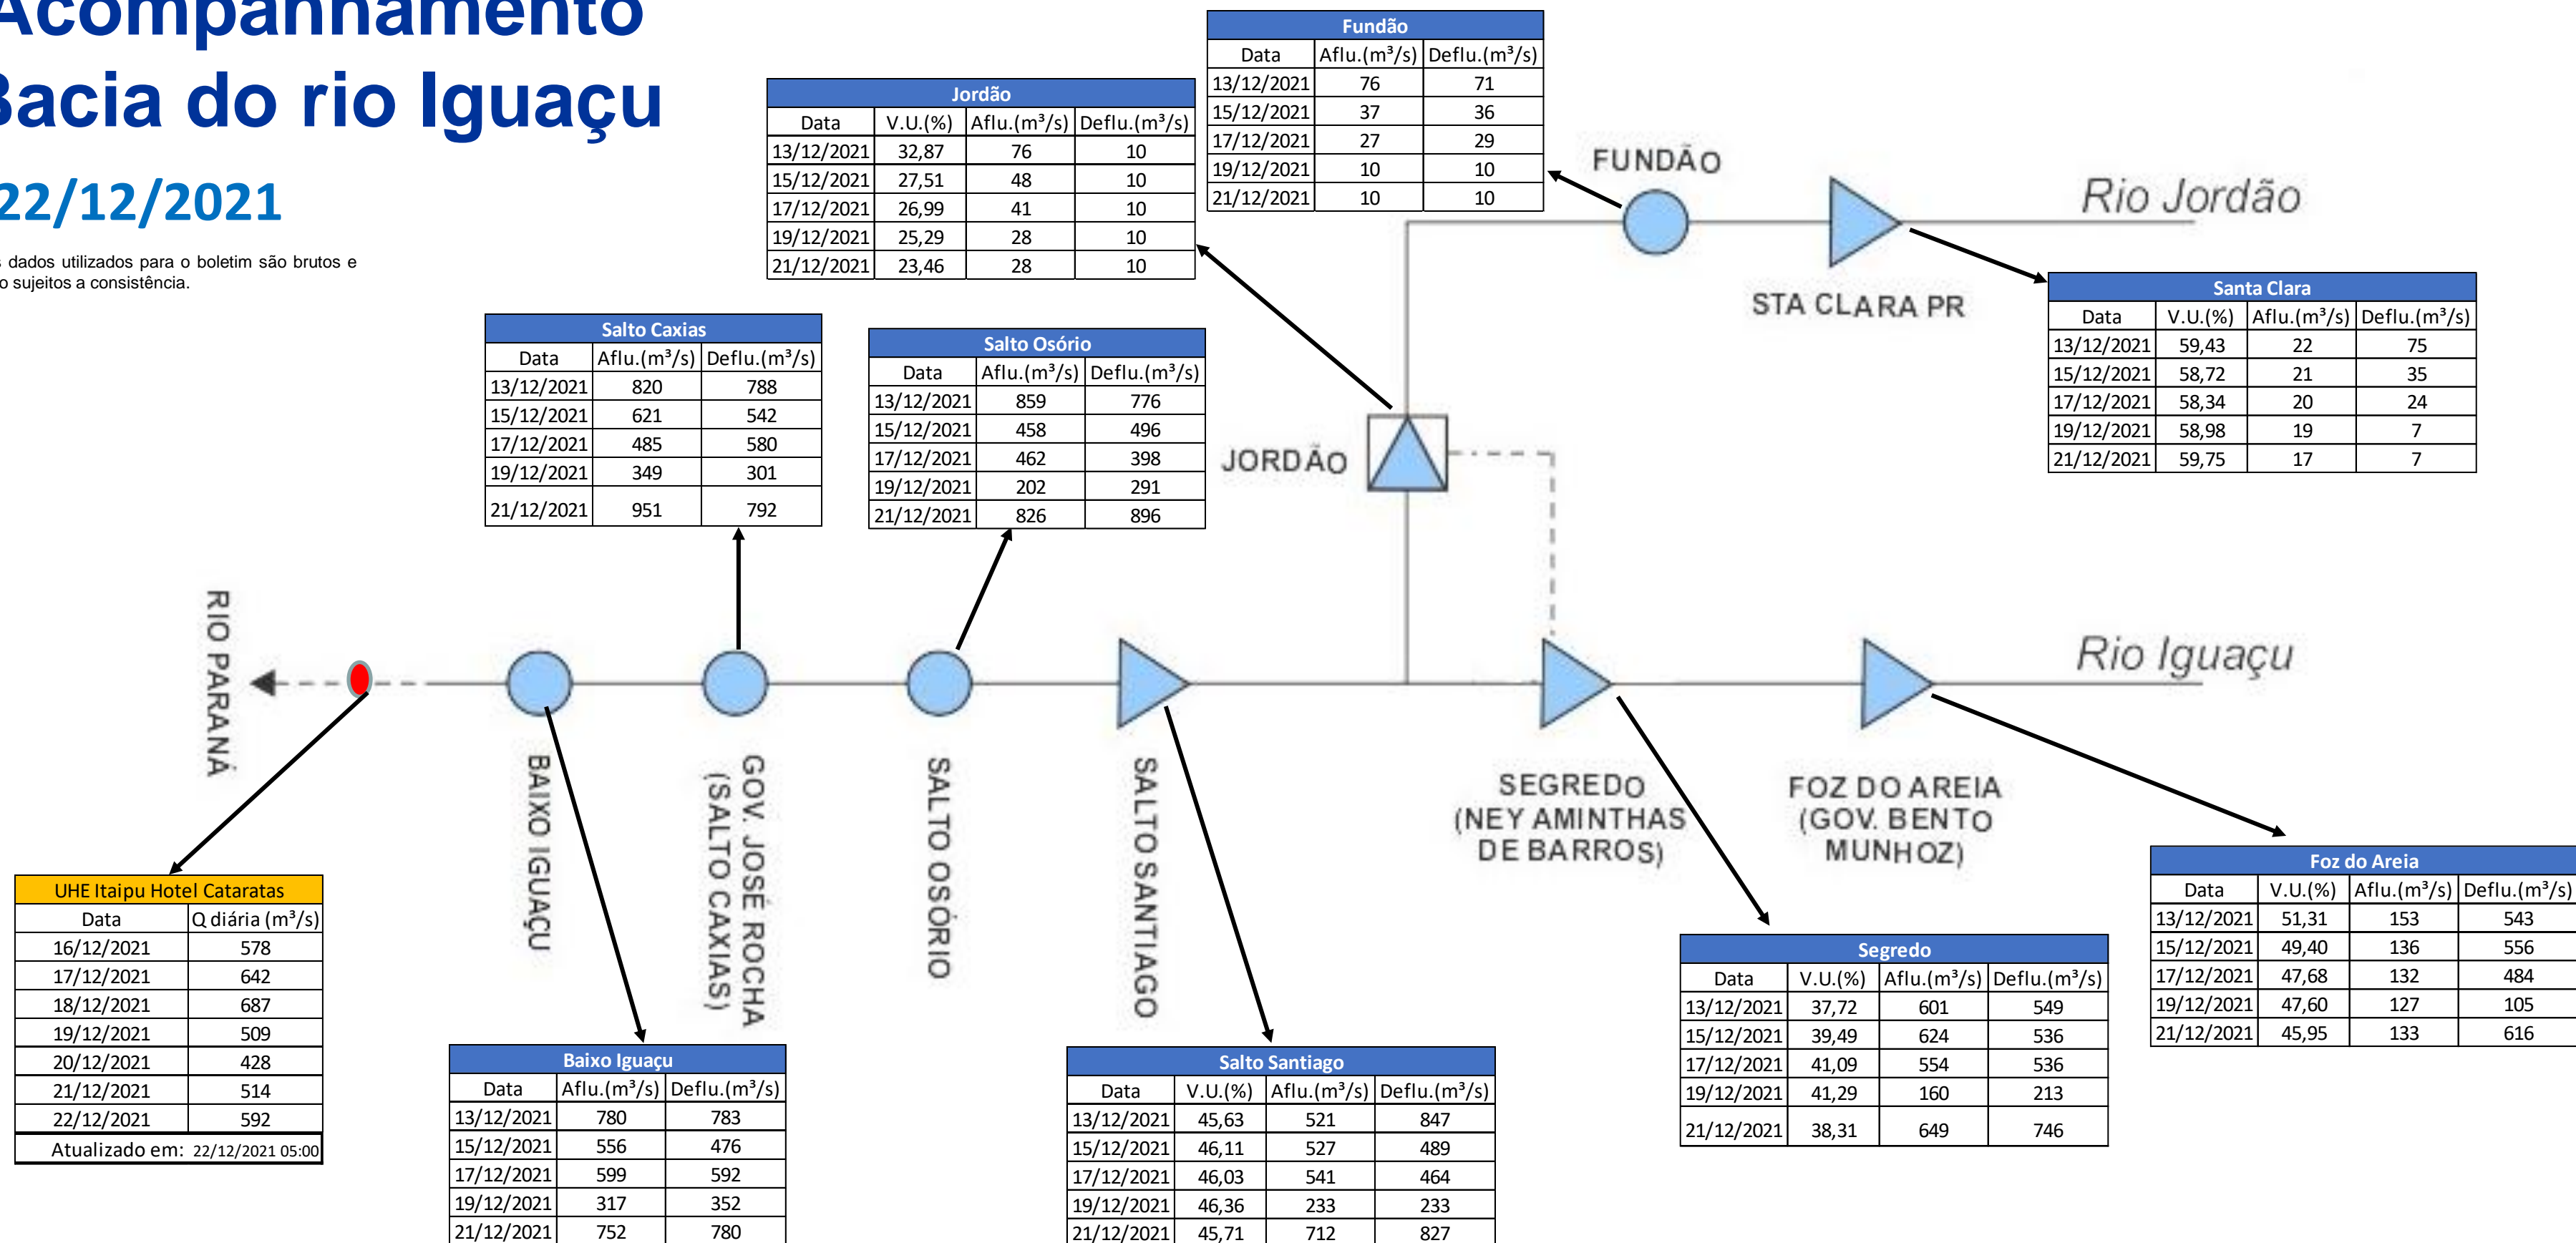 Acompanhamento
Bacia do rio Iguaçu
22/12/2021
s dados utilizados para o boletim são brutos e
o sujeitos a consistência.
Fundão
Data Aflu.(m³/s) Deflu.(m³/s)
13/12/2021 76 71
15/12/2021 37 36
17/12/2021 27 29
19/12/2021 10 10
21/12/2021 10 10
Jordão
Data V.U.(%) Aflu.(m³/s) Deflu.(m³/s)
13/12/2021 32,87 76 10
15/12/2021 27,51 48 10
17/12/2021 26,99 41 10
19/12/2021 25,29 28 10
21/12/2021 23,46 28 10
FUNDÃO
Rio Jordão
STA CLARA PR
Santa Clara
Data V.U.(%) Aflu.(m³/s) Deflu.(m³/s)
13/12/2021 59,43 22 75
15/12/2021 58,72 21 35
17/12/2021 58,34 20 24
19/12/2021 58,98 19 7
21/12/2021 59,75 17 7
Salto Caxias
Data Aflu.(m³/s) Deflu.(m³/s)
13/12/2021 820 788
15/12/2021 621 542
17/12/2021 485 580
19/12/2021 349 301
21/12/2021 951 792
Salto Osório
Data Aflu.(m³/s) Deflu.(m³/s)
13/12/2021 859 776
15/12/2021 458 496
17/12/2021 462 398
19/12/2021 202 291
21/12/2021 826 896
JORDÃO
RIO PARANÁ
Rio Iguaçu
BAIXO IGUAÇU
GOV. JOSÉ ROCHA
(SALTO CAXIAS)
SALTO OSÓRIO
SALTO SANTIAGO
SEGREDO
(NEY AMINTHAS
DE BARROS)
FOZ DO AREIA
(GOV. BENTO
MUNHOZ)
UHE Itaipu Hotel Cataratas
Data Q diária (m³/s)
16/12/2021 578
17/12/2021 642
18/12/2021 687
19/12/2021 509
20/12/2021 428
21/12/2021 514
22/12/2021 592
Atualizado em: 22/12/2021 05:00
Baixo Iguaçu
Data Aflu.(m³/s) Deflu.(m³/s)
13/12/2021 780 783
15/12/2021 556 476
17/12/2021 599 592
19/12/2021 317 352
21/12/2021 752 780
Salto Santiago
Data V.U.(%) Aflu.(m³/s) Deflu.(m³/s)
13/12/2021 45,63 521 847
15/12/2021 46,11 527 489
17/12/2021 46,03 541 464
19/12/2021 46,36 233 233
21/12/2021 45,71 712 827
Segredo
Data V.U.(%) Aflu.(m³/s) Deflu.(m³/s)
13/12/2021 37,72 601 549
15/12/2021 39,49 624 536
17/12/2021 41,09 554 536
19/12/2021 41,29 160 213
21/12/2021 38,31 649 746
Foz do Areia
Data V.U.(%) Aflu.(m³/s) Deflu.(m³/s)
13/12/2021 51,31 153 543
15/12/2021 49,40 136 556
17/12/2021 47,68 132 484
19/12/2021 47,60 127 105
21/12/2021 45,95 133 616